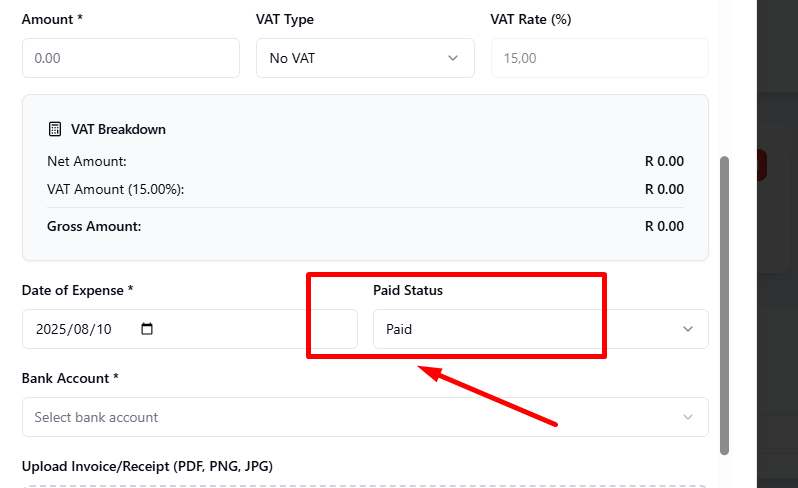 Amount * VAT Type VAT Rate (%)
0.00 No VAT 15,00
VAT Breakdown
Net Amount: R 0.00
VAT Amount (15.00%): R 0.00
Gross Amount: R 0.00
Date of Expense * Paid Status
2025/08/10 Paid
Bank Account *
Select bank account
Upload Invoice/Receipt (PDF, PNG, JPG)